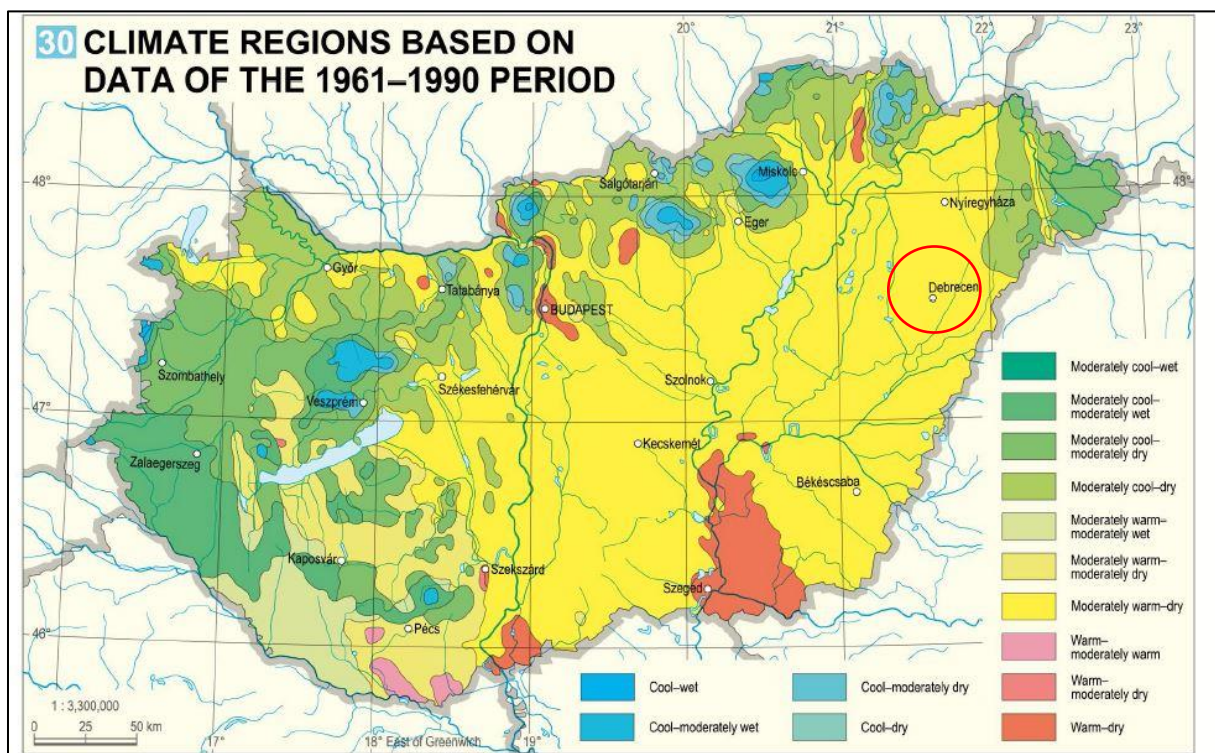 30 CLIMATE REGIONS BASED ON
DATA OF THE 1961–1990 PERIOD
20°
21°
22°
23°
48°
48°
Salgótarján
Miskolc
Eger
Nyíregyháza
Győr
Tatabánya
BUDAPEST
Debrecen
Szombathely
Veszprém
Székesfehérvár
Szolnok
47°
Zalaegerszeg
Kecskemét
Békéscsaba
Kaposvár
Szekszárd
Szeged
46°
Pécs
Moderately cool–wet
Moderately cool–
moderately wet
Moderately cool–
moderately dry
Moderately cool–dry
Moderately warm–
moderately wet
Moderately warm–
moderately dry
Moderately warm–dry
Warm–
moderately warm
Warm–
moderately dry
Warm–dry
Cool–wet
Cool–moderately wet
Cool–moderately dry
Cool–dry
1 : 3,300,000
0 25 50 km
17°
18° East of Greenwich
19°